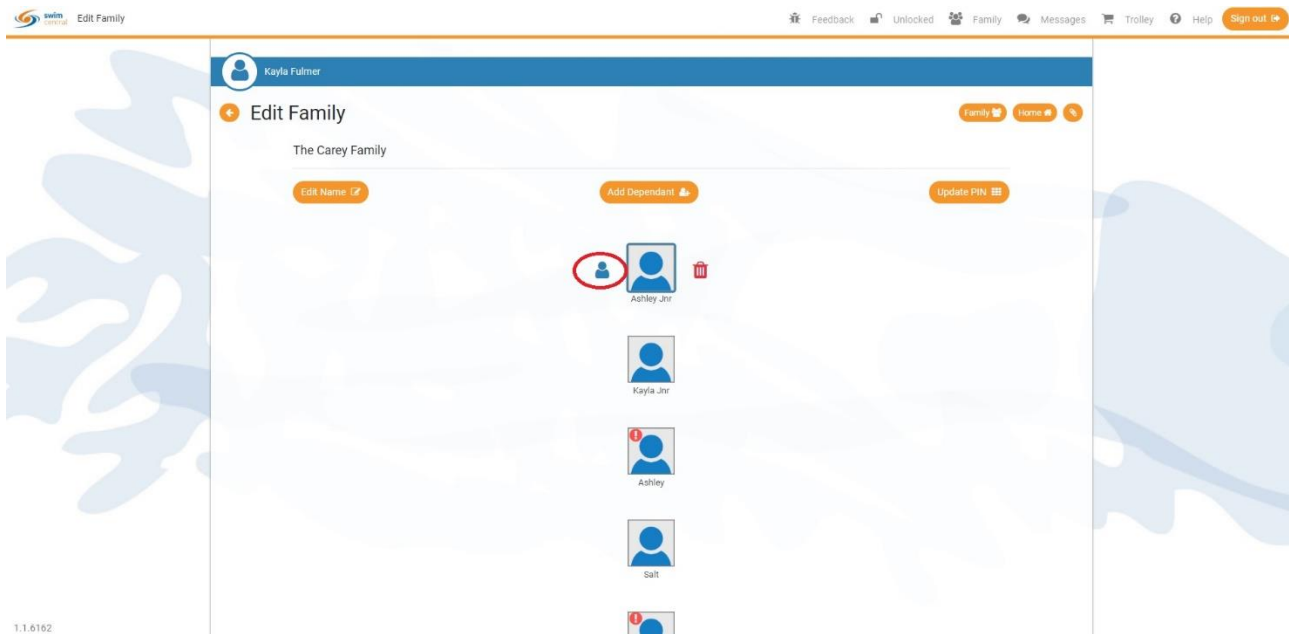 swim central Edit Family Feedback Unlocked Family Messages Trolley Help Sign out
Kayla Fulmer
Edit Family Family Home
The Carey Family
Edit Name Add Dependant Update PIN
Ashley Jnr
Kayla Jnr
Ashley
Salt
1.1.6162